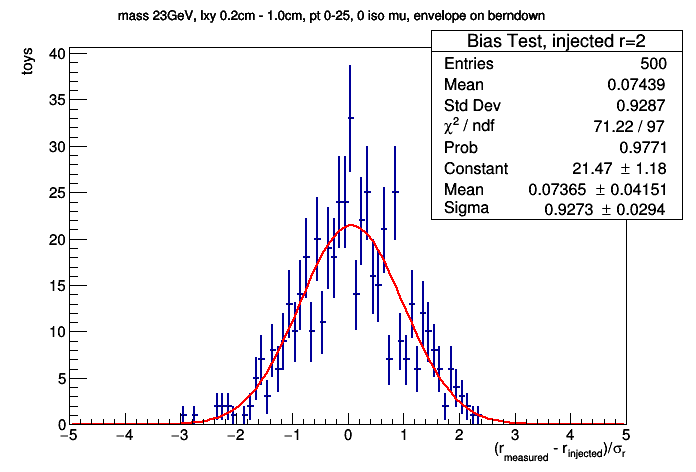 mass 23GeV, lxy 0.2cm - 1.0cm, pt 0-25, 0 iso mu, envelope on berndown
Bias Test, injected r=2
Entries 500
Mean 0.07439
Std Dev 0.9287
χ² / ndf 71.22 / 97
Prob 0.9771
Constant 21.47 ± 1.18
Mean 0.07365 ± 0.04151
Sigma 0.9273 ± 0.0294
toys
40
35
30
25
20
15
10
5
0
−5 −4 −3 −2 −1 0 1 2 3 4 5
(r_measured - r_injected)/σ_r